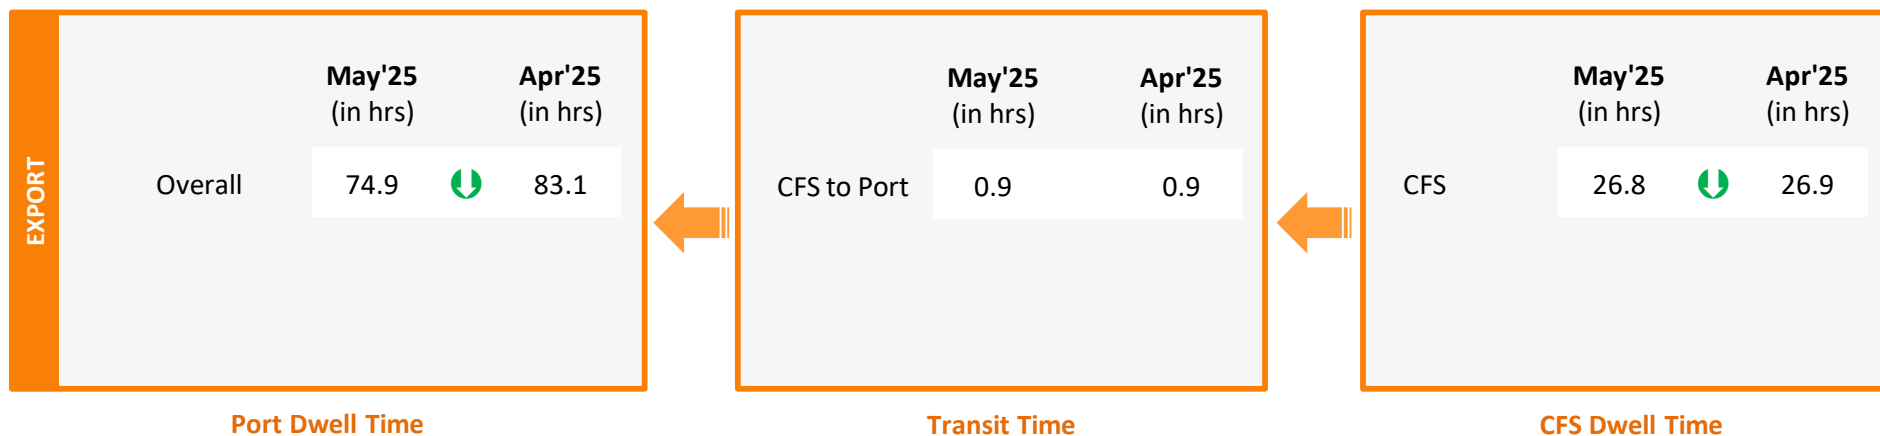 EXPORT
May'25 Apr'25
(in hrs) (in hrs)
Overall 74.9 83.1
Port Dwell Time
May'25 Apr'25
(in hrs) (in hrs)
CFS to Port 0.9 0.9
Transit Time
May'25 Apr'25
(in hrs) (in hrs)
CFS 26.8 26.9
CFS Dwell Time